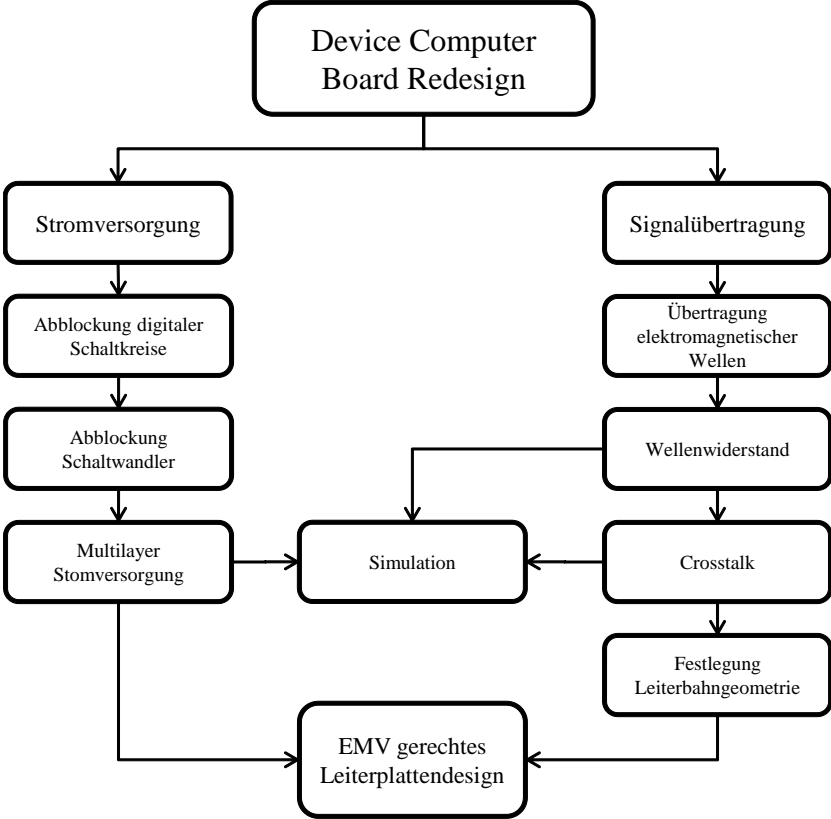 Device Computer
Board Redesign
Stromversorgung
Signalübertragung
Abblockung digitaler
Schaltkreise
Übertragung
elektromagnetischer
Wellen
Abblockung
Schaltwandler
Wellenwiderstand
Multilayer
Stomversorgung
Simulation
Crosstalk
Festlegung
Leiterbahngeometrie
EMV gerechtes
Leiterplattendesign